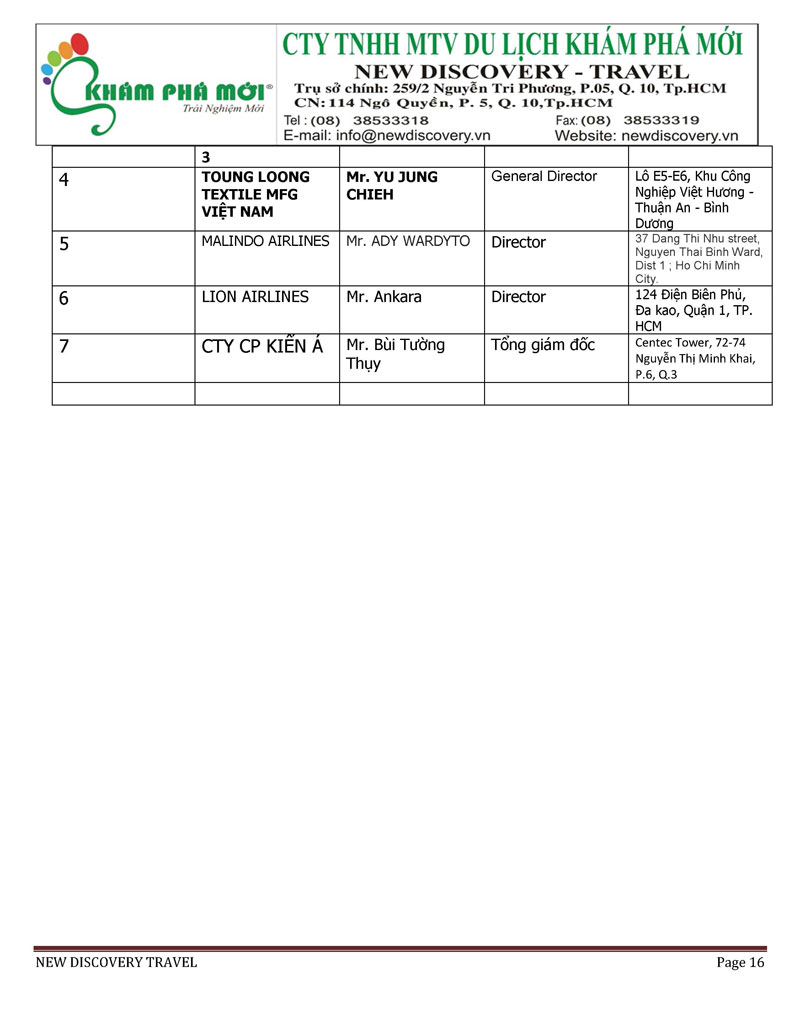 KHÁM PHÁ MỚI®
Trải Nghiệm Mới
CTY TNHH MTV DU LỊCH KHÁM PHÁ MỚI
NEW DISCOVERY - TRAVEL
Trụ sở chính: 259/2 Nguyễn Tri Phương, P.05, Q. 10, Tp.HCM
CN: 114 Ngô Quyền, P. 5, Q. 10,Tp.HCM
Tel : (08) 38533318 Fax: (08) 38533319
E-mail: info@newdiscovery.vn Website: newdiscovery.vn
3
4
TOUNG LOONG
TEXTILE MFG
VIỆT NAM
Mr. YU JUNG
CHIEH
General Director
Lô E5-E6, Khu Công
Nghiệp Việt Hương -
Thuận An - Bình
Dương
5
MALINDO AIRLINES
Mr. ADY WARDYTO
Director
37 Dang Thi Nhu street,
Nguyen Thai Binh Ward,
Dist 1 ; Ho Chi Minh
City.
6
LION AIRLINES
Mr. Ankara
Director
124 Điện Biên Phủ,
Đa kao, Quận 1, TP.
HCM
7
CTY CP KIẾN Á
Mr. Bùi Tường
Thụy
Tổng giám đốc
Centec Tower, 72-74
Nguyễn Thị Minh Khai,
P.6, Q.3
NEW DISCOVERY TRAVEL Page 16